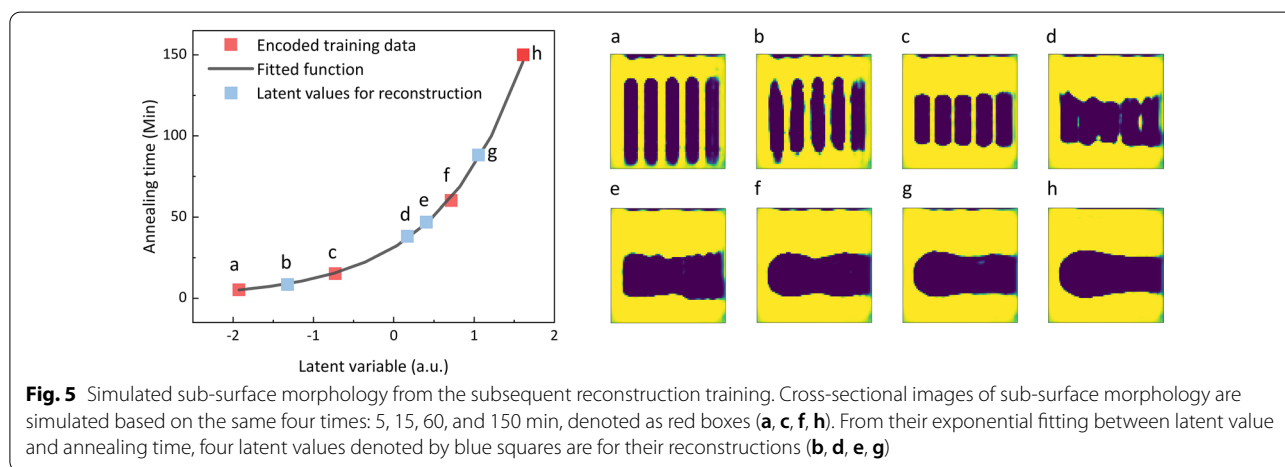 150
100
50
0
-2
-1
0
1
2
Annealing time (Min)
Latent variable (a.u.)
Encoded training data
Fitted function
Latent values for reconstruction
a
b
c
d
e
f
g
h
a
b
c
d
e
f
g
h
Fig. 5 Simulated sub-surface morphology from the subsequent reconstruction training. Cross-sectional images of sub-surface morphology are
simulated based on the same four times: 5, 15, 60, and 150 min, denoted as red boxes (a, c, f, h). From their exponential fitting between latent value
and annealing time, four latent values denoted by blue squares are for their reconstructions (b, d, e, g)